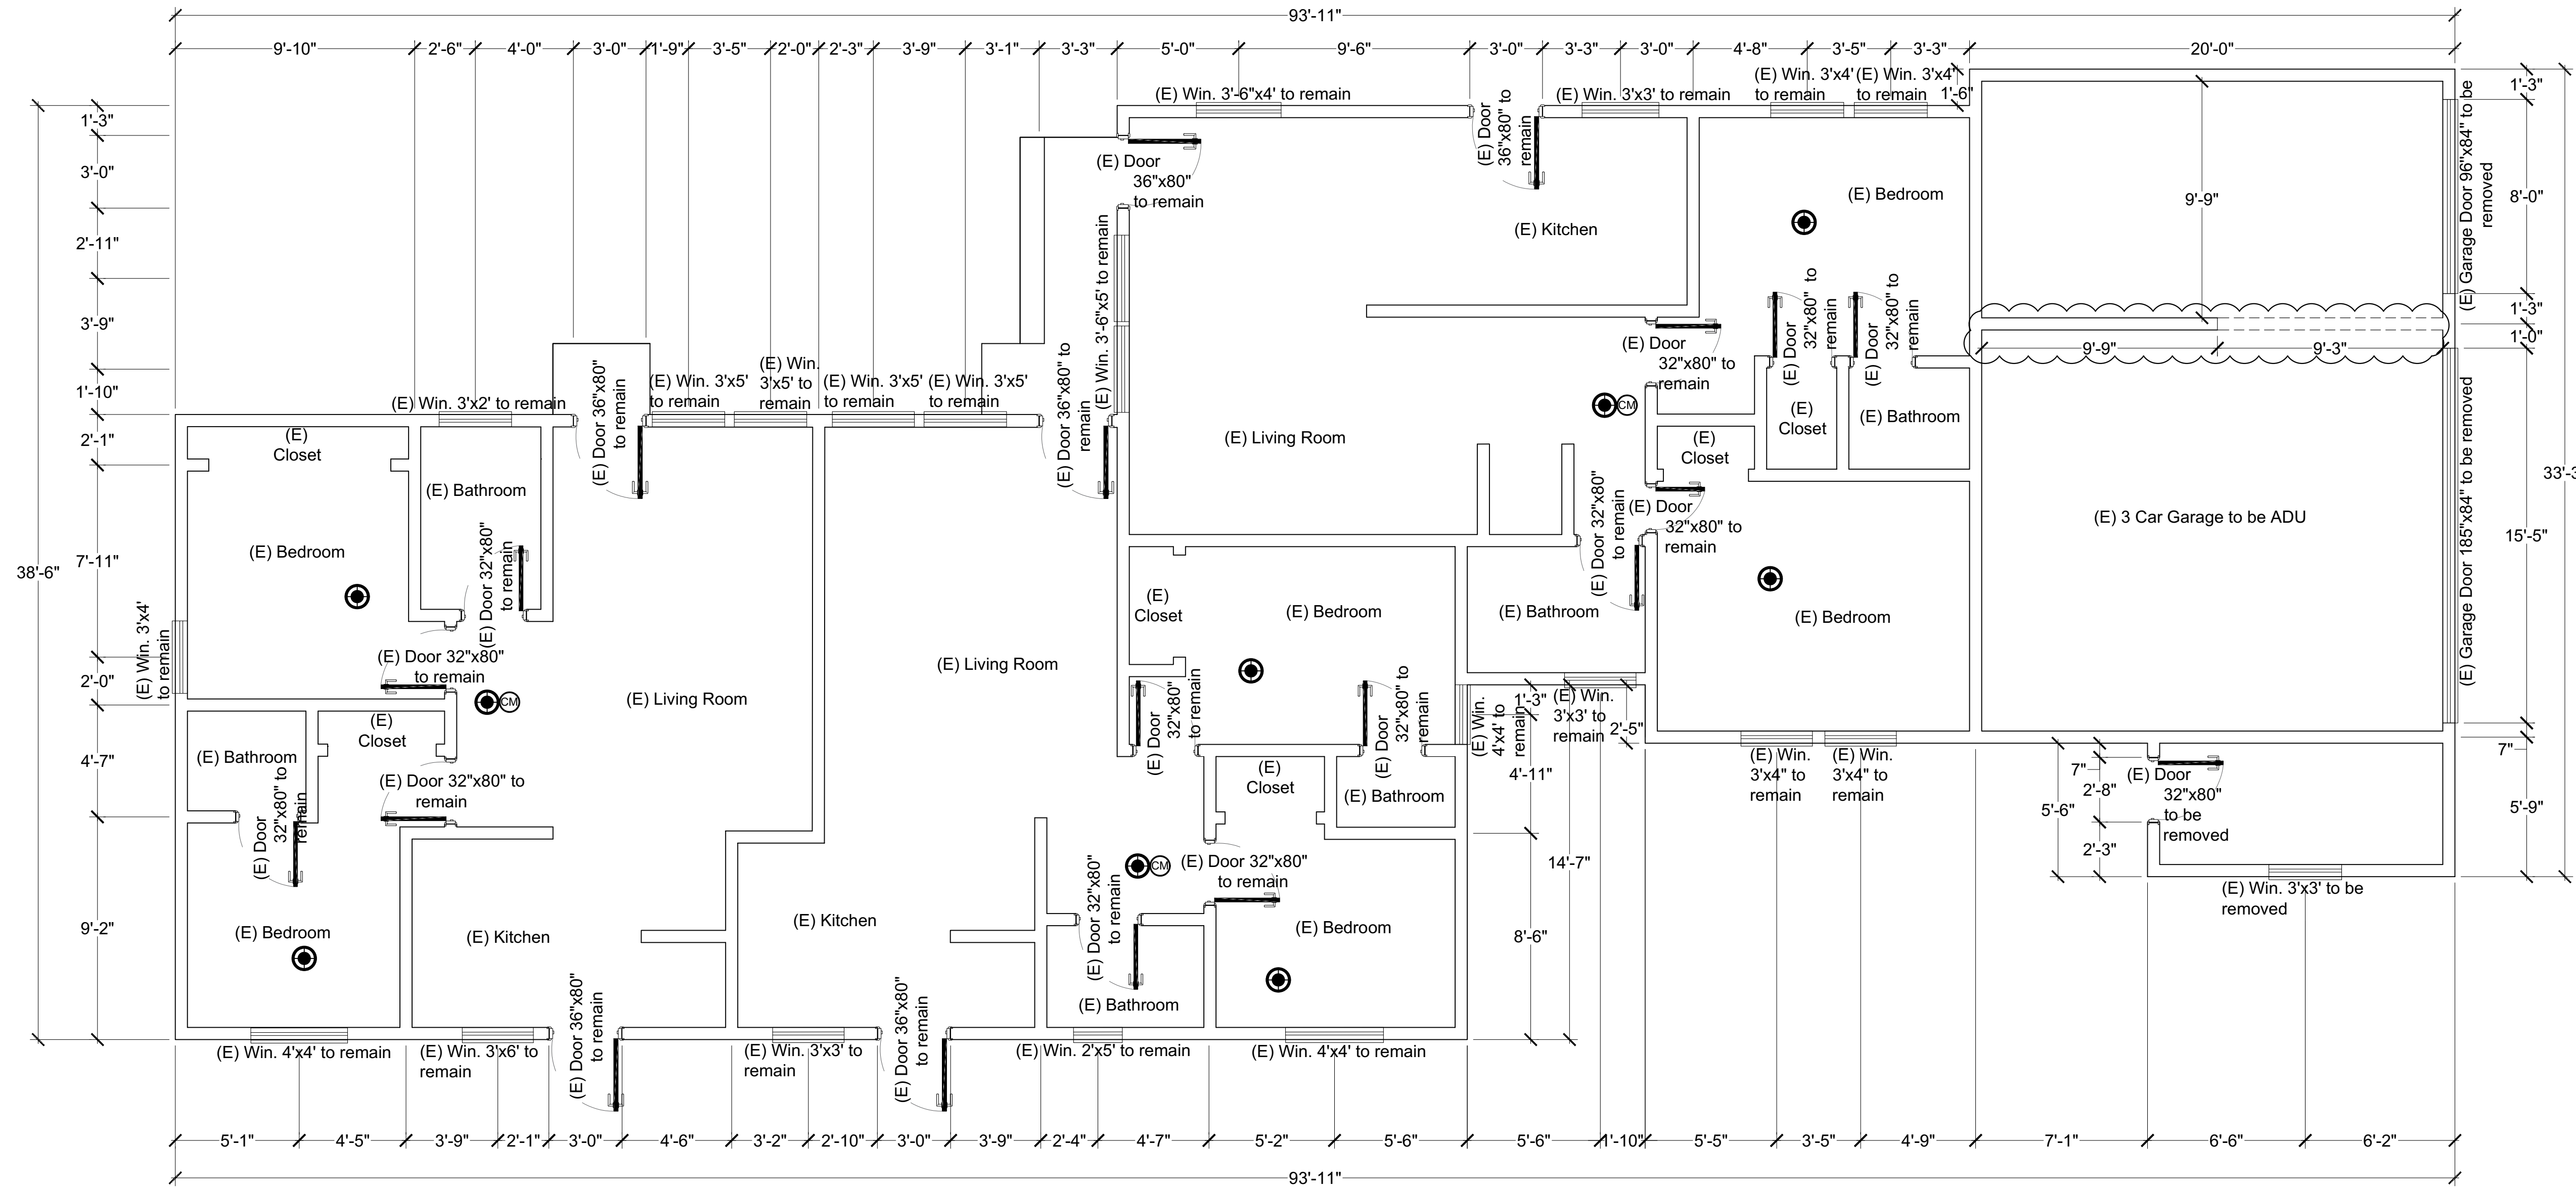 93'-11"
9'-10" 2'-6" 4'-0" 3'-0" 1'-9" 3'-5" 2'-0" 2'-3" 3'-9" 3'-1" 3'-3" 5'-0" 9'-6" 3'-0" 3'-3" 3'-0" 4'-8" 3'-5" 3'-3" 20'-0"
(E) Win. 3'-6"x4' to remain
(E) Door
36"x80" to
remain
(E) Win. 3'x3' to remain
(E) Win. 3'x4'
to remain
(E) Win. 3'x4'
to remain
1'-6"
(E) Garage Door 96"x84" to be
removed
1'-3"
8'-0"
1'-3"
1'-0"
15'-5"
7"
5'-9"
33'-3
1'-3"
3'-0"
2'-11"
3'-9"
1'-10"
2'-1"
7'-11"
2'-0"
4'-7"
9'-2"
38'-6"
(E) Door
36"x80"
to remain
(E) Kitchen
(E) Bedroom
9'-9"
(E) Win. 3'-6"x5' to remain
(E) Door
32"x80" to
remain
(E) Door
32"x80" to
remain
(E) Door
32"x80" to
remain
9'-9"
9'-3"
(E) Win. 3'x2' to remain
(E) Door 36"x80"
to remain
(E) Win. 3'x5'
to remain
(E) Win.
3'x5' to
remain
(E) Win. 3'x5'
to remain
(E) Win. 3'x5'
to remain
(E) Door 36"x80" to
remain
CM
(E)
Closet
(E) Bathroom
(E)
Closet
(E) Living Room
(E)
Closet
(E) Bathroom
(E) Door 32"x80"
to remain
(E) Door
32"x80" to
remain
(E) 3 Car Garage to be ADU
(E) Garage Door 185"x84" to be removed
(E) Bedroom
(E) Door 32"x80"
to remain
(E)
Closet
(E) Bedroom
(E) Bathroom
(E) Bedroom
(E) Win. 3'x4'
to remain
(E) Door 32"x80"
to remain
CM
(E) Living Room
(E) Living Room
(E) Door
32"x80"
to remain
(E) Door
32"x80" to
remain
(E) Win.
4'x4' to
remain
1'-3"
(E) Win.
3'x3' to
remain
2'-5"
(E)
Closet
(E) Bathroom
(E) Door
32"x80" to
remain
(E) Door 32"x80" to
remain
(E)
Closet
(E) Bathroom
4'-11"
(E) Win.
3'x4" to
remain
(E) Win.
3'x4" to
remain
5'-6"
7"
2'-8"
2'-3"
(E) Door
32"x80"
to be
removed
CM
(E) Door 32"x80"
to remain
14'-7"
(E) Win. 3'x3' to be
removed
(E) Bedroom
(E) Kitchen
(E) Kitchen
(E) Door 32"x80"
to remain
(E) Bedroom
8'-6"
(E) Bathroom
(E) Win. 4'x4' to remain
(E) Win. 3'x6' to
remain
(E) Door 36"x80"
to remain
(E) Win. 3'x3' to
remain
(E) Door 36"x80"
to remain
(E) Win. 2'x5' to remain
(E) Win. 4'x4' to remain
5'-1" 4'-5" 3'-9" 2'-1" 3'-0" 4'-6" 3'-2" 2'-10" 3'-0" 3'-9" 2'-4" 4'-7" 5'-2" 5'-6" 5'-6" 1'-10" 5'-5" 3'-5" 4'-9" 7'-1" 6'-6" 6'-2"
93'-11"